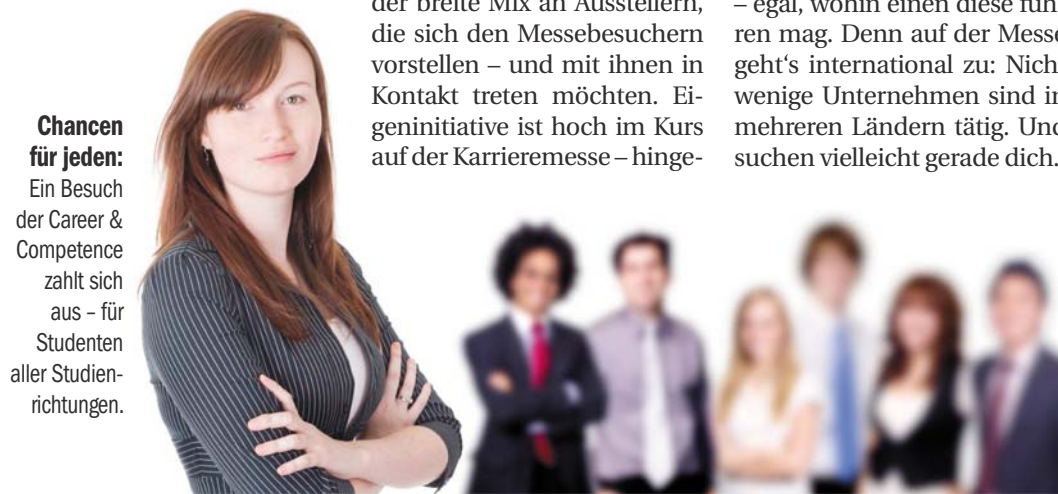 Chancen
für jeden:
Ein Besuch
der Career &
Competence
zahlt sich
aus – für
Studenten
aller Studien-
richtungen.
der breite Mix an Ausstellern,
die sich den Messebesuchern
vorstellen – und mit ihnen in
Kontakt treten möchten. Ei-
geninitiative ist hoch im Kurs
auf der Karrieremesse – hinge-
– egal, wohin einen diese füh
ren mag. Denn auf der Messe
geht's international zu: Nich
wenige Unternehmen sind in
mehreren Ländern tätig. Und
suchen vielleicht gerade dich.